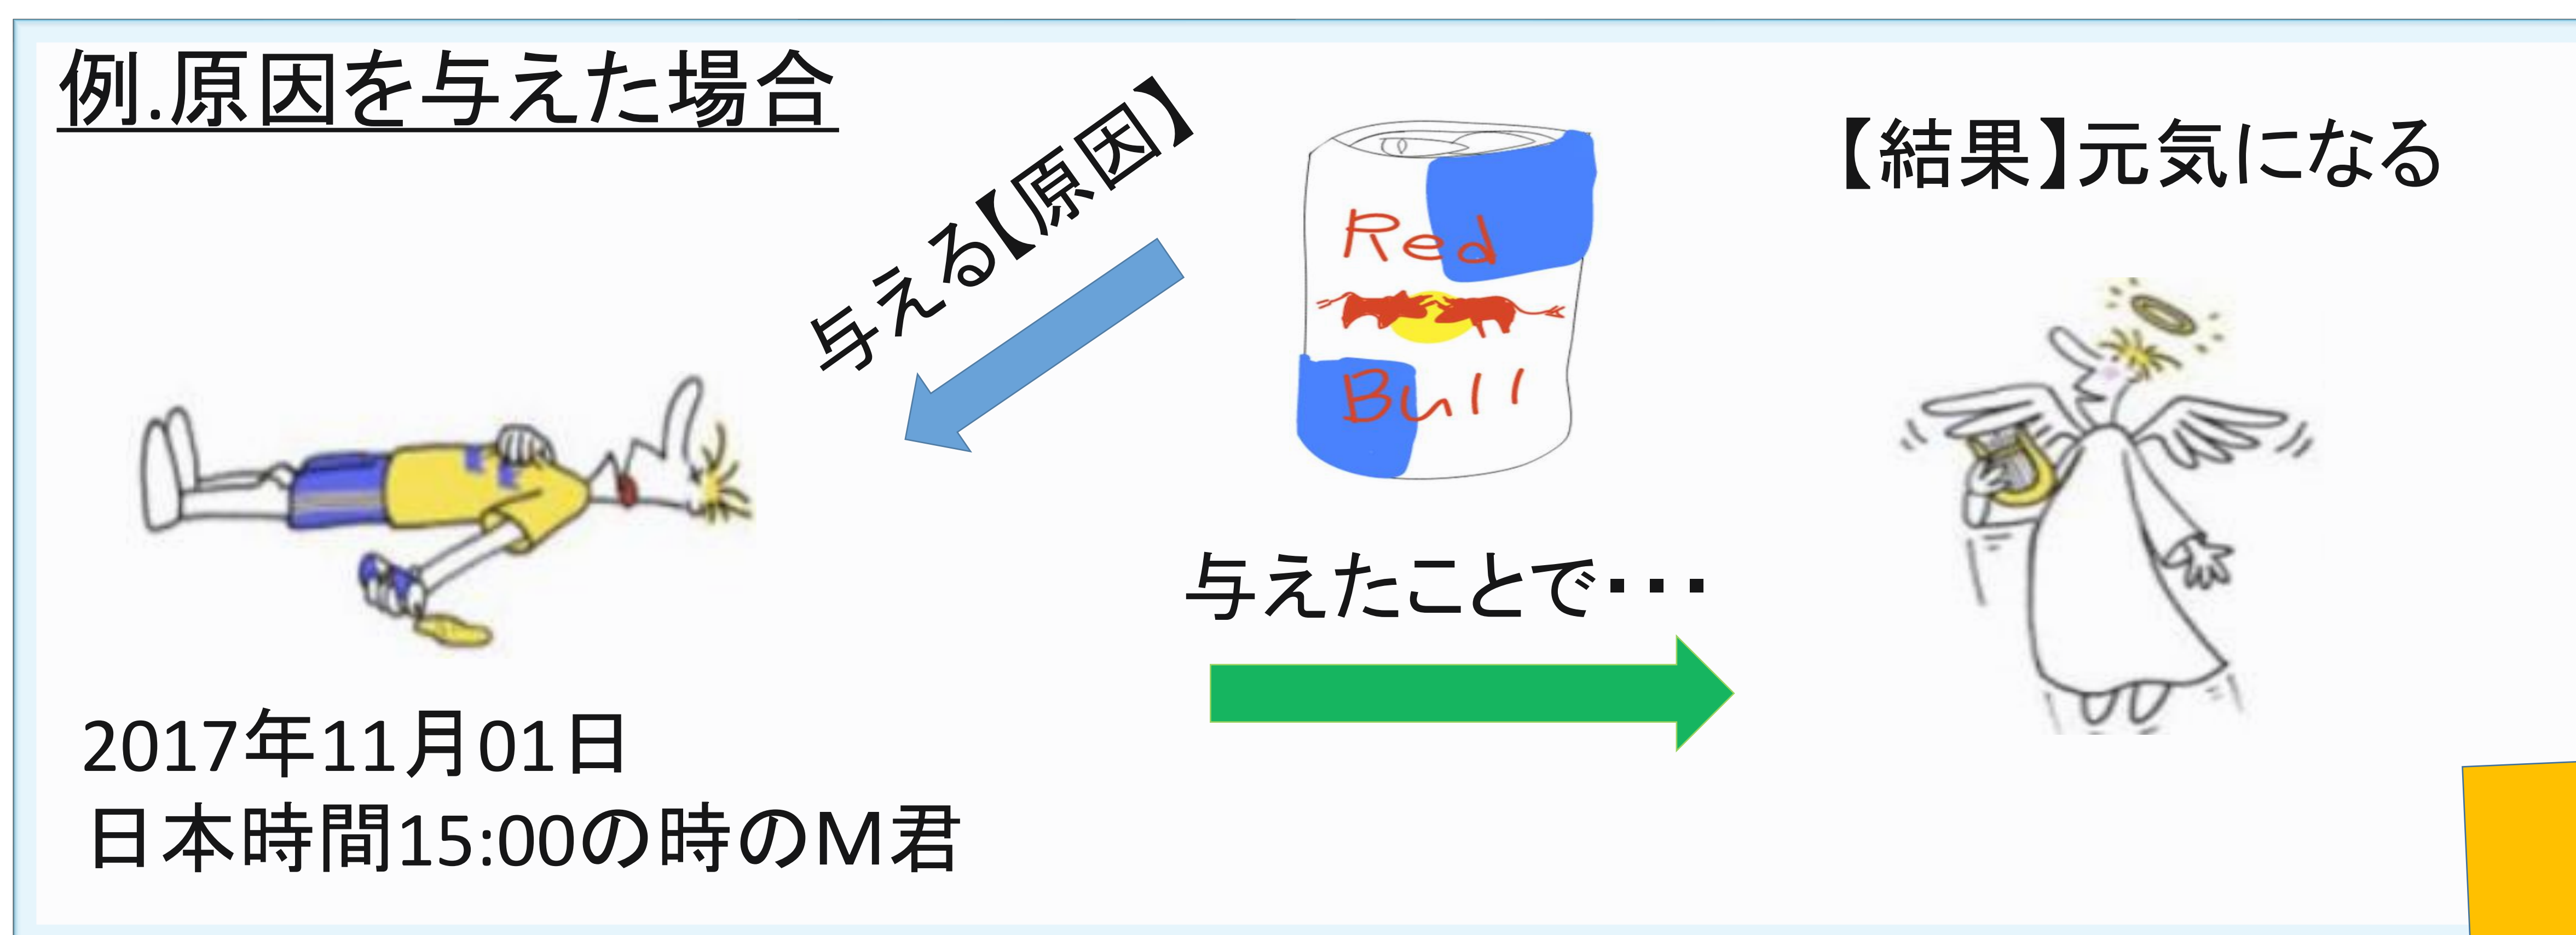 例.原因を与えた場合
与える【原因】
Red
Bull
【結果】元気になる
与えたことで・・・
2017年11月01日
日本時間15:00の時のM君